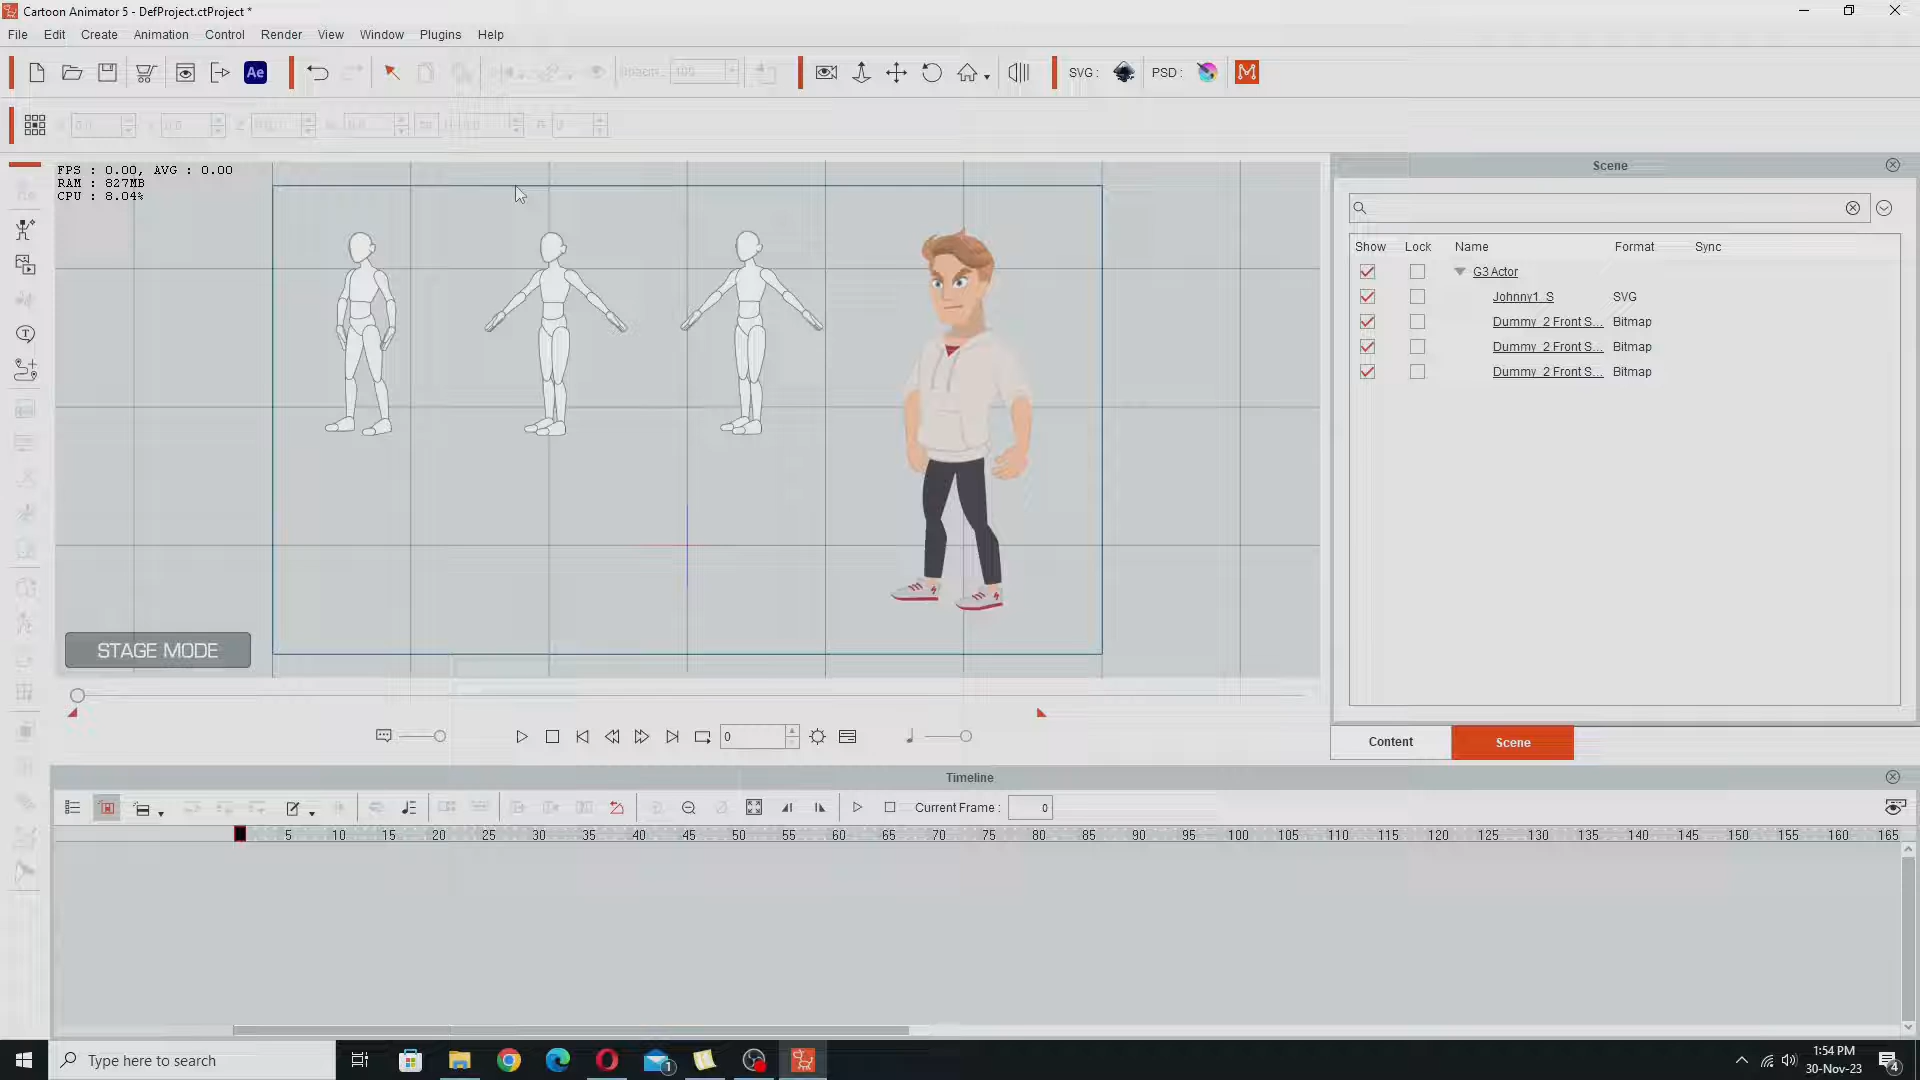 Cartoon Animator 5 - DefProject.ctProject *
File Edit Create Animation Control Render View Window Plugins Help
Ae
100
SVG :
PSD :
FPS : 0.00, AVG : 0.00
RAM : 827MB
CPU : 8.04%
STAGE MODE
Scene
Show Lock Name Format Sync
G3 Actor
Johnny1_S SVG
Dummy_2 Front S... Bitmap
Dummy_2 Front S... Bitmap
Dummy_2 Front S... Bitmap
0
Content Scene
Timeline
Current Frame : 0
5 10 15 20 25 30 35 40 45 50 55 60 65 70 75 80 85 90 95 100 105 110 115 120 125 130 135 140 145 150 155 160 165
Type here to search
1
1:54 PM
30-Nov-23
4